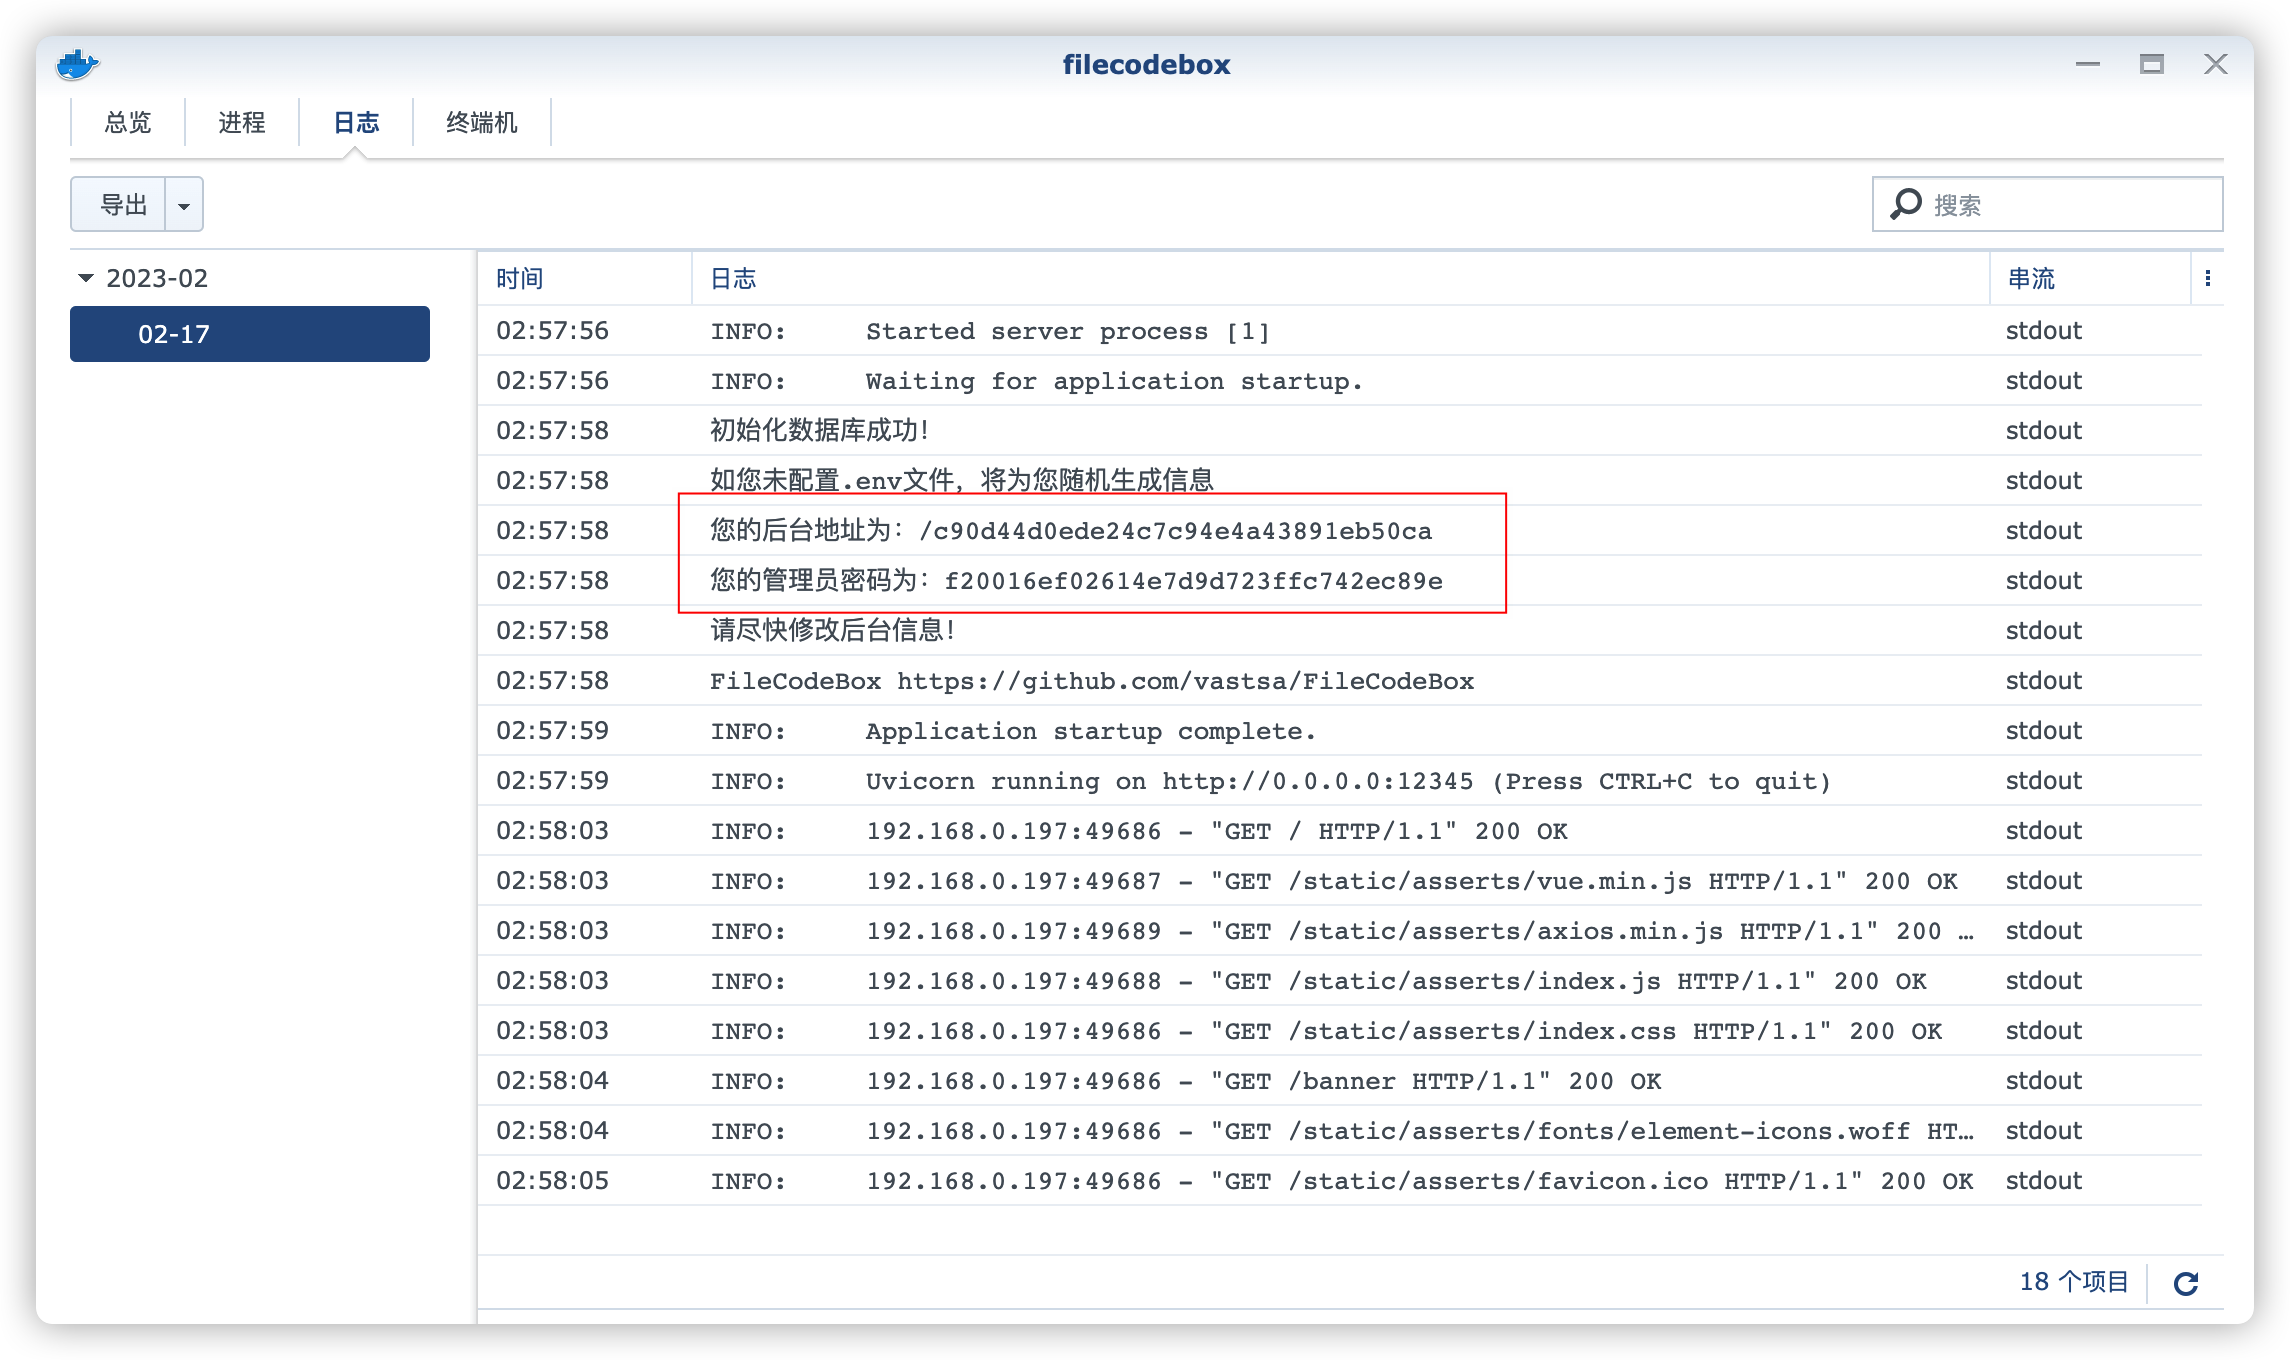 filecodebox
总览 进程 日志 终端机
导出 搜索
2023-02
02-17
时间 日志 串流
02:57:56 INFO: Started server process [1] stdout
02:57:56 INFO: Waiting for application startup. stdout
02:57:58 初始化数据库成功! stdout
02:57:58 如您未配置.env文件，将为您随机生成信息 stdout
02:57:58 您的后台地址为：/c90d44d0ede24c7c94e4a43891eb50ca stdout
02:57:58 您的管理员密码为：f20016ef02614e7d9d723ffc742ec89e stdout
02:57:58 请尽快修改后台信息! stdout
02:57:58 FileCodeBox https://github.com/vastsa/FileCodeBox stdout
02:57:59 INFO: Application startup complete. stdout
02:57:59 INFO: Uvicorn running on http://0.0.0.0:12345 (Press CTRL+C to quit) stdout
02:58:03 INFO: 192.168.0.197:49686 - "GET / HTTP/1.1" 200 OK stdout
02:58:03 INFO: 192.168.0.197:49687 - "GET /static/asserts/vue.min.js HTTP/1.1" 200 OK stdout
02:58:03 INFO: 192.168.0.197:49689 - "GET /static/asserts/axios.min.js HTTP/1.1" 200 ... stdout
02:58:03 INFO: 192.168.0.197:49688 - "GET /static/asserts/index.js HTTP/1.1" 200 OK stdout
02:58:03 INFO: 192.168.0.197:49686 - "GET /static/asserts/index.css HTTP/1.1" 200 OK stdout
02:58:04 INFO: 192.168.0.197:49686 - "GET /banner HTTP/1.1" 200 OK stdout
02:58:04 INFO: 192.168.0.197:49686 - "GET /static/asserts/fonts/element-icons.woff HT... stdout
02:58:05 INFO: 192.168.0.197:49686 - "GET /static/asserts/favicon.ico HTTP/1.1" 200 OK stdout
18 个项目